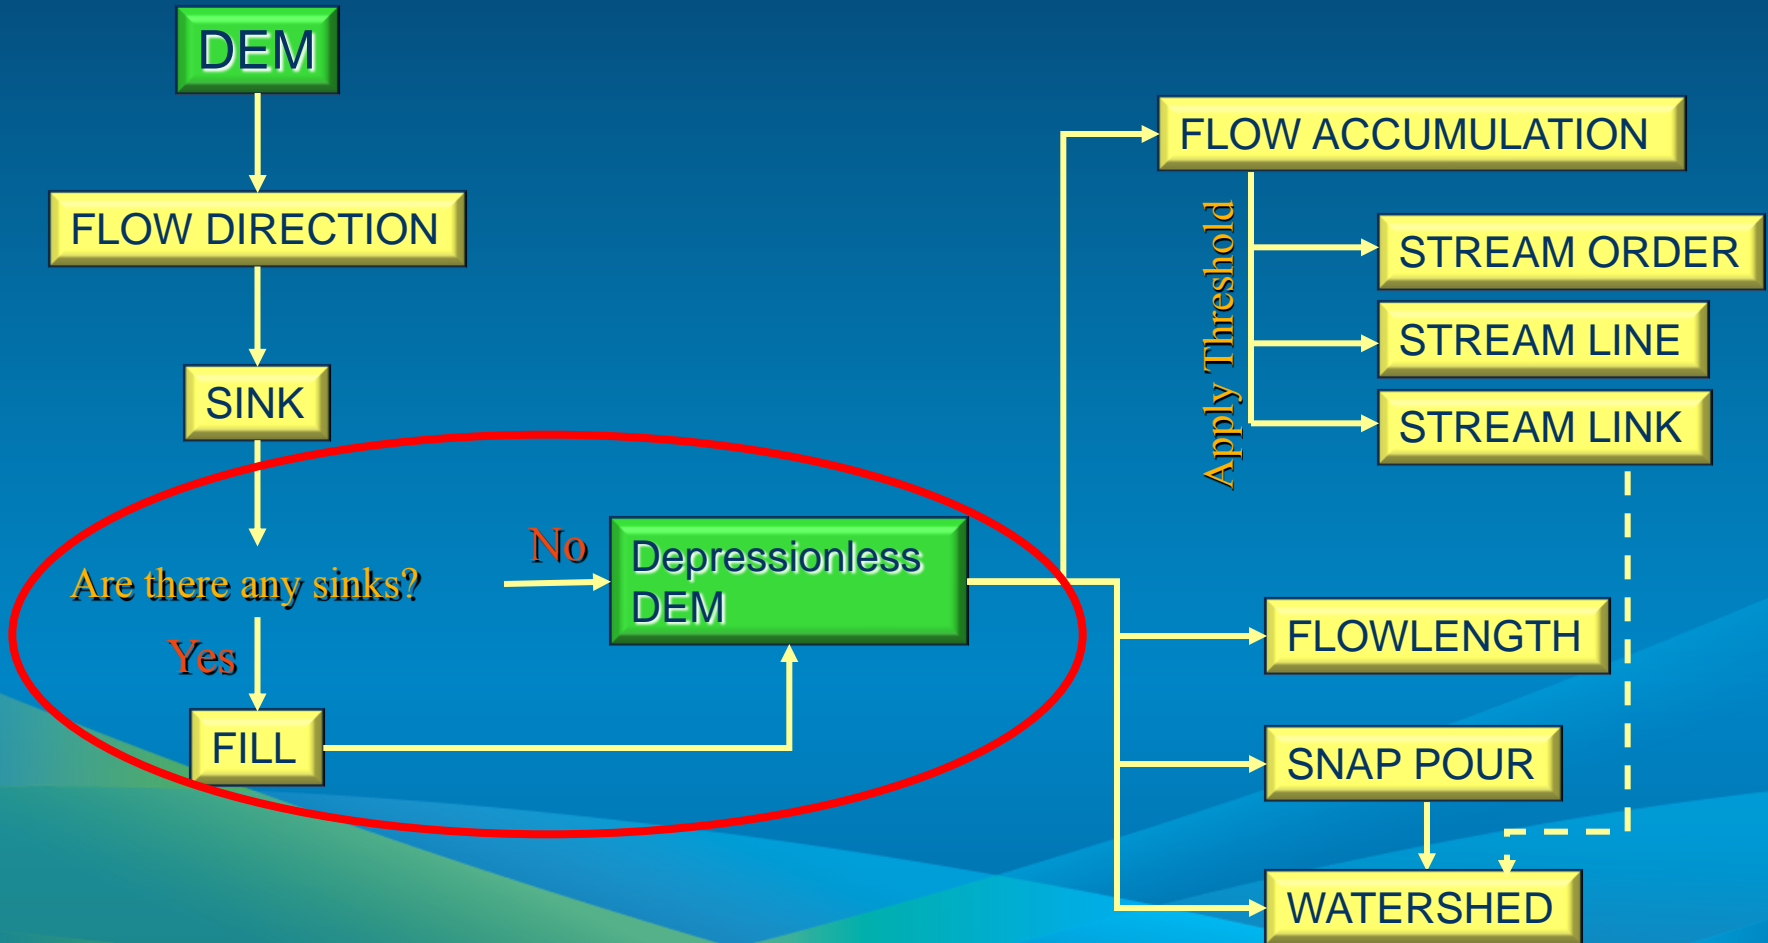 DEM
FLOW DIRECTION
SINK
Are there any sinks?
No
Yes
FILL
Depressionless
DEM
FLOW ACCUMULATION
Apply Threshold
STREAM ORDER
STREAM LINE
STREAM LINK
FLOWLENGTH
SNAP POUR
WATERSHED